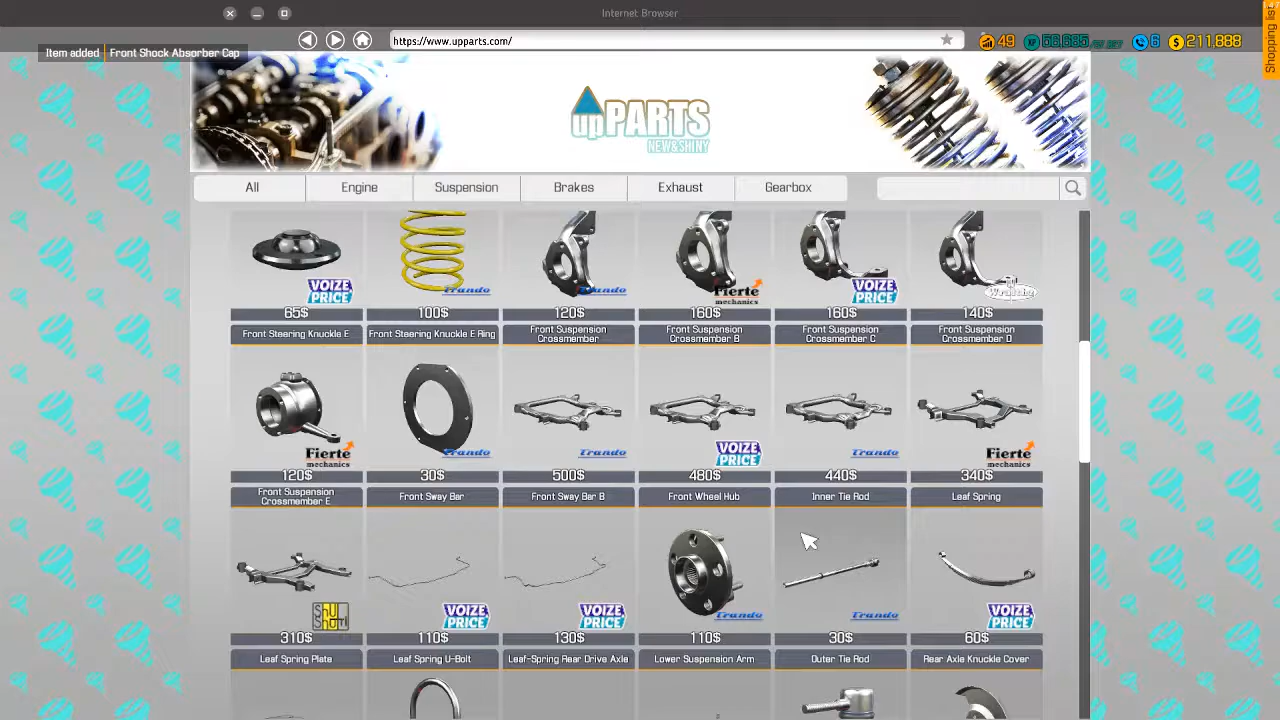 Internet Browser
https://www.upparts.com/
Item added | Front Shock Absorber Cap
49
6
211,888
Shopping list
upPARTS
NEW&SHINY
All
Engine
Suspension
Brakes
Exhaust
Gearbox
VOIZE PRICE
Trando
Trando
Fierte mechanics
VOIZE PRICE
65$
100$
120$
160$
160$
140$
Front Steering Knuckle E
Front Steering Knuckle E Ring
Front Suspension Crossmember
Front Suspension Crossmember B
Front Suspension Crossmember C
Front Suspension Crossmember D
Fierte mechanics
Trando
Trando
VOIZE PRICE
Trando
Fierte mechanics
120$
30$
500$
480$
440$
340$
Front Suspension Crossmember E
Front Sway Bar
Front Sway Bar B
Front Wheel Hub
Inner Tie Rod
Leaf Spring
VOIZE PRICE
VOIZE PRICE
Trando
Trando
VOIZE PRICE
310$
110$
130$
110$
30$
60$
Leaf Spring Plate
Leaf Spring U-Bolt
Leaf-Spring Rear Drive Axle
Lower Suspension Arm
Outer Tie Rod
Rear Axle Knuckle Cover